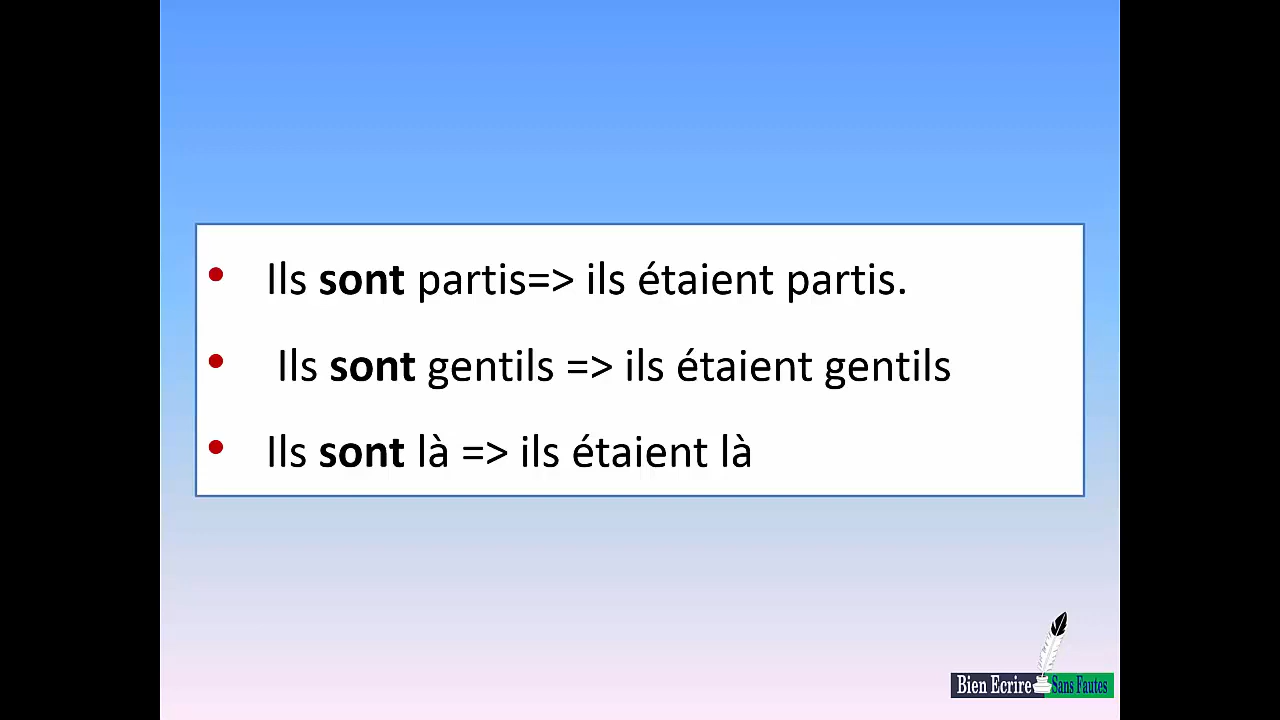 • Ils sont partis=> ils étaient partis.
• Ils sont gentils => ils étaient gentils
• Ils sont là => ils étaient là
Bien Ecrire Sans Fautes